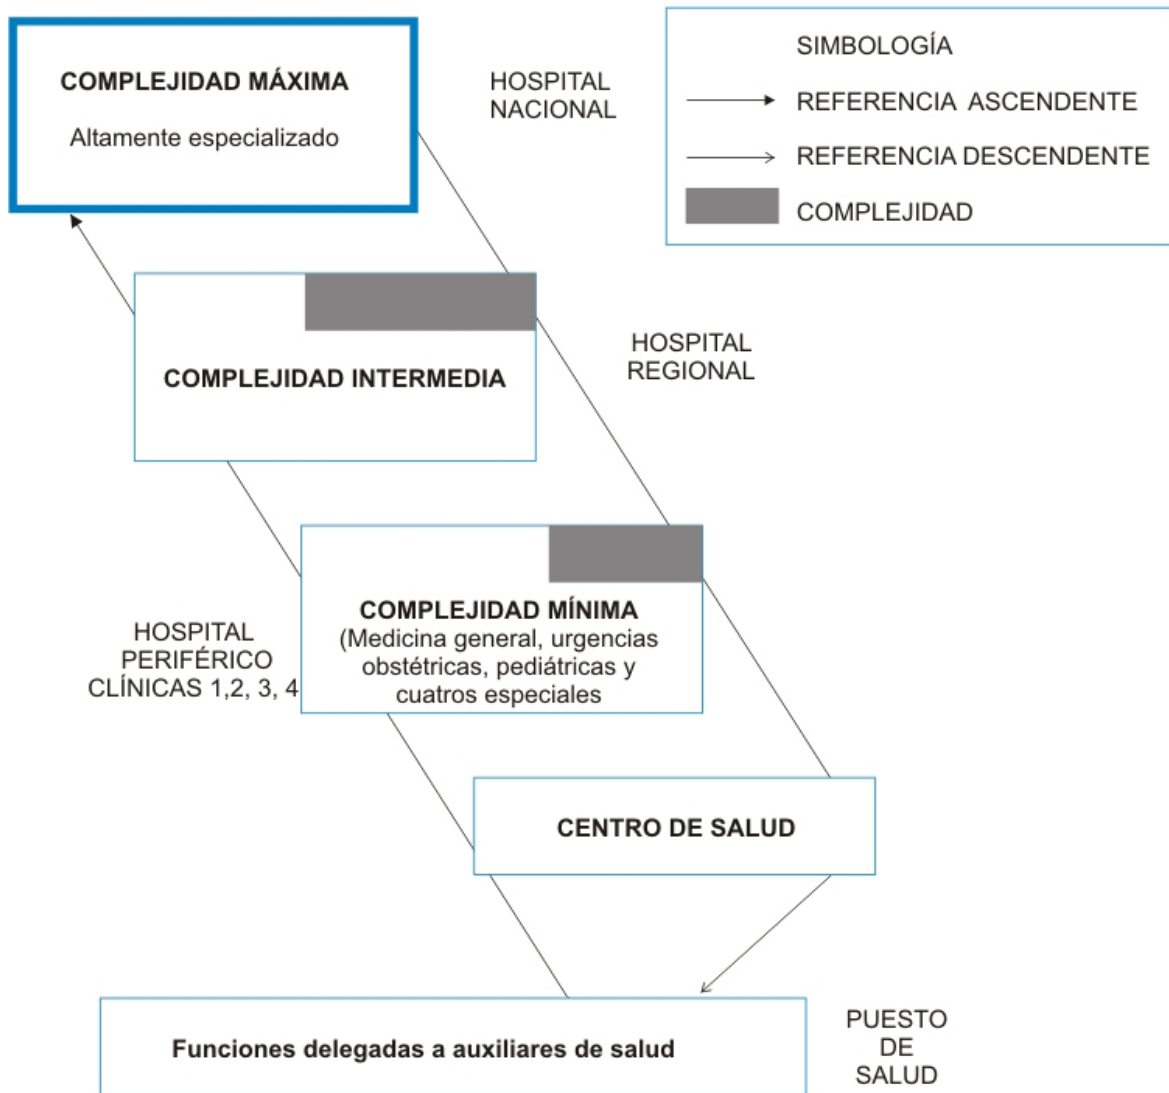 COMPLEJIDAD MÁXIMA
Altamente especializado
HOSPITAL
NACIONAL
SIMBOLOGÍA
REFERENCIA ASCENDENTE
REFERENCIA DESCENDENTE
COMPLEJIDAD
COMPLEJIDAD INTERMEDIA
HOSPITAL
REGIONAL
COMPLEJIDAD MÍNIMA
(Medicina general, urgencias
obstétricas, pediátricas y
cuatros especiales
HOSPITAL
PERIFÉRICO
CLÍNICAS 1,2, 3, 4
CENTRO DE SALUD
Funciones delegadas a auxiliares de salud
PUESTO
DE
SALUD